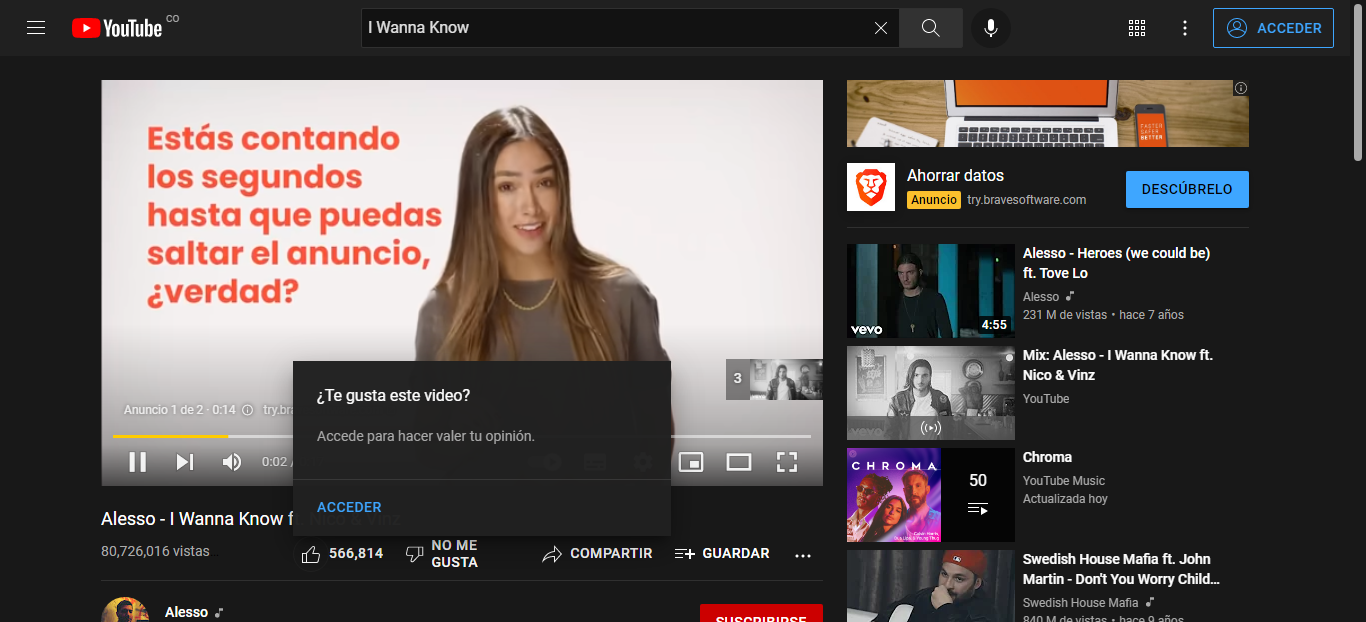 YouTube CO
I Wanna Know
ACCEDER
Estás contando
los segundos
hasta que puedas
saltar el anuncio,
¿verdad?
3
Anuncio 1 de 2 · 0:14
0:02 /
¿Te gusta este video?
Accede para hacer valer tu opinión.
ACCEDER
Alesso - I Wanna Know ft. Nico & Vinz
80,726,016 vistas
566,814
NO ME
GUSTA
COMPARTIR
GUARDAR
Alesso
SUSCRIBIRSE
FASTER
SAFER
BETTER
Ahorrar datos
Anuncio try.bravesoftware.com
DESCÚBRELO
vevo
4:55
Alesso - Heroes (we could be)
ft. Tove Lo
Alesso
231 M de vistas • hace 7 años
vevo
Mix: Alesso - I Wanna Know ft.
Nico & Vinz
YouTube
CHROMA
50
Chroma
YouTube Music
Actualizada hoy
Swedish House Mafia ft. John
Martin - Don't You Worry Child...
Swedish House Mafia
840 M de vistas • hace 9 años